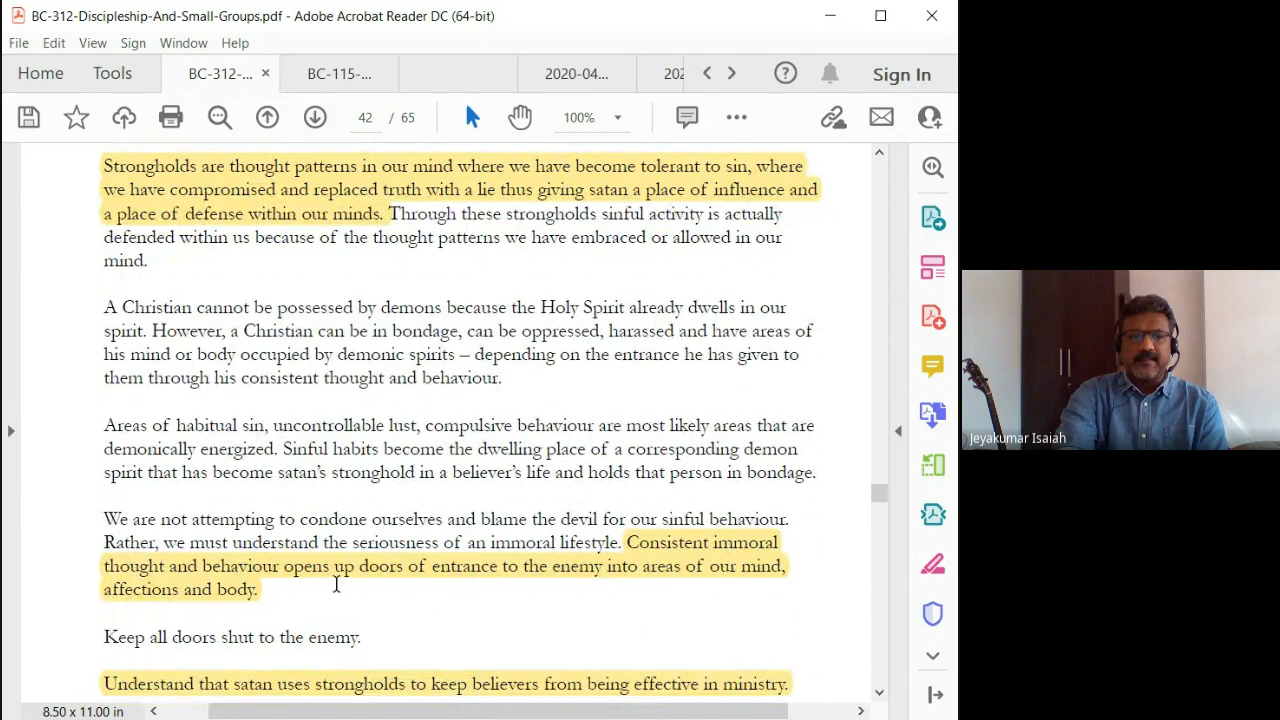 BC-312-Discipleship-And-Small-Groups.pdf - Adobe Acrobat Reader DC (64-bit)
File Edit View Sign Window Help
Home Tools BC-312-... × BC-115-... 2020-04... 202 Sign In
42 / 65 100%
Strongholds are thought patterns in our mind where we have become tolerant to sin, where
we have compromised and replaced truth with a lie thus giving satan a place of influence and
a place of defense within our minds. Through these strongholds sinful activity is actually
defended within us because of the thought patterns we have embraced or allowed in our
mind.
A Christian cannot be possessed by demons because the Holy Spirit already dwells in our
spirit. However, a Christian can be in bondage, can be oppressed, harassed and have areas of
his mind or body occupied by demonic spirits – depending on the entrance he has given to
them through his consistent thought and behaviour.
Areas of habitual sin, uncontrollable lust, compulsive behaviour are most likely areas that are
demonically energized. Sinful habits become the dwelling place of a corresponding demon
spirit that has become satan's stronghold in a believer's life and holds that person in bondage.
We are not attempting to condone ourselves and blame the devil for our sinful behaviour.
Rather, we must understand the seriousness of an immoral lifestyle. Consistent immoral
thought and behaviour opens up doors of entrance to the enemy into areas of our mind,
affections and body.
Keep all doors shut to the enemy.
Understand that satan uses strongholds to keep believers from being effective in ministry.
8.50 x 11.00 in
Jeyakumar Isaiah